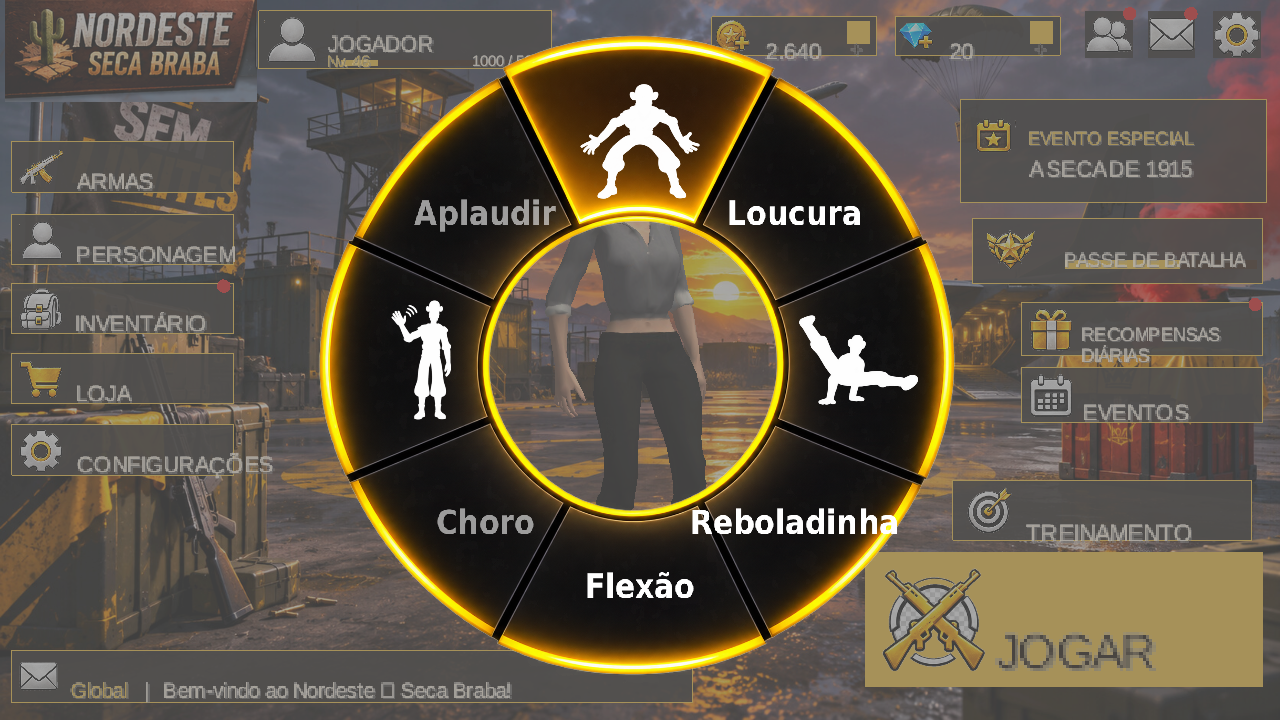 NORDESTE
SECA BRABA
JOGADOR
1000 /
2.640
20
SEM
ARMAS
PERSONAGEM
INVENTÁRIO
LOJA
CONFIGURAÇÕES
EVENTO ESPECIAL
A SECA DE 1915
PASSE DE BATALHA
RECOMPENSAS
DIÁRIAS
EVENTOS
TREINAMENTO
JOGAR
Aplaudir
Loucura
Choro
Reboladinha
Flexão
Global | Bem-vindo ao Nordeste □ Seca Braba!